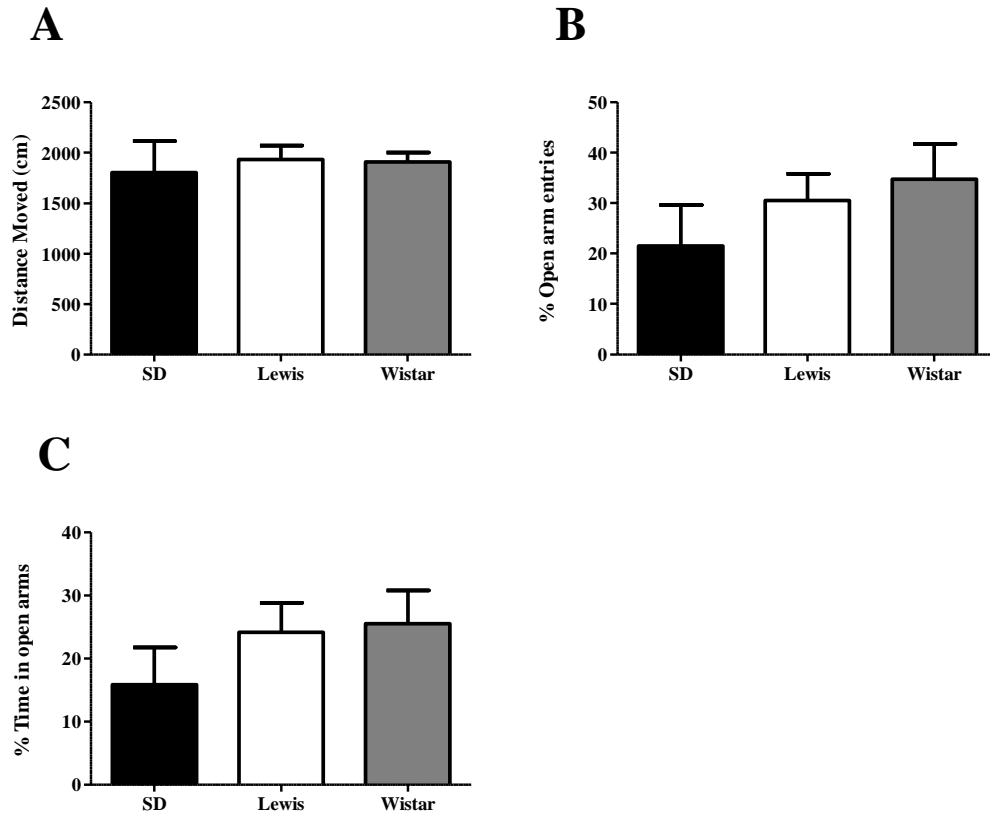 A
Distance Moved (cm)
2500
2000
1500
1000
500
0
SD Lewis Wistar
B
% Open arm entries
50
40
30
20
10
0
SD Lewis Wistar
C
% Time in open arms
40
30
20
10
0
SD Lewis Wistar